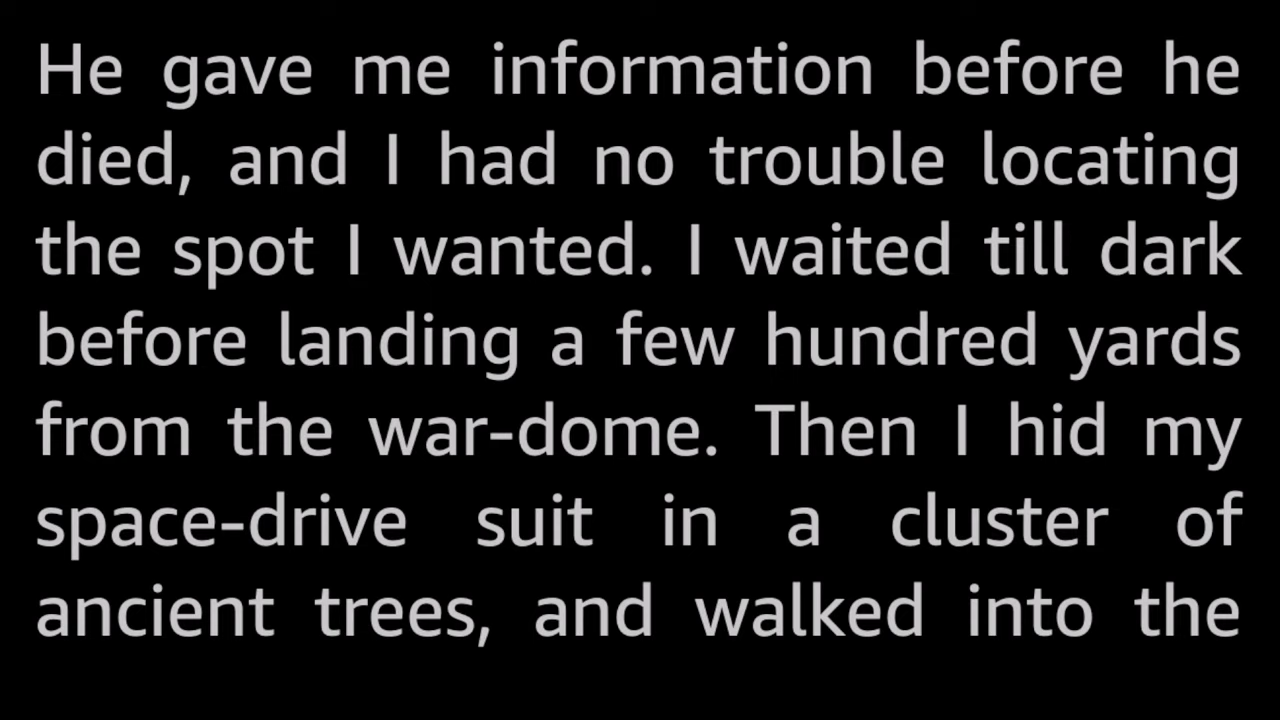 He gave me information before he
died, and I had no trouble locating
the spot I wanted. I waited till dark
before landing a few hundred yards
from the war-dome. Then I hid my
space-drive suit in a cluster of
ancient trees, and walked into the